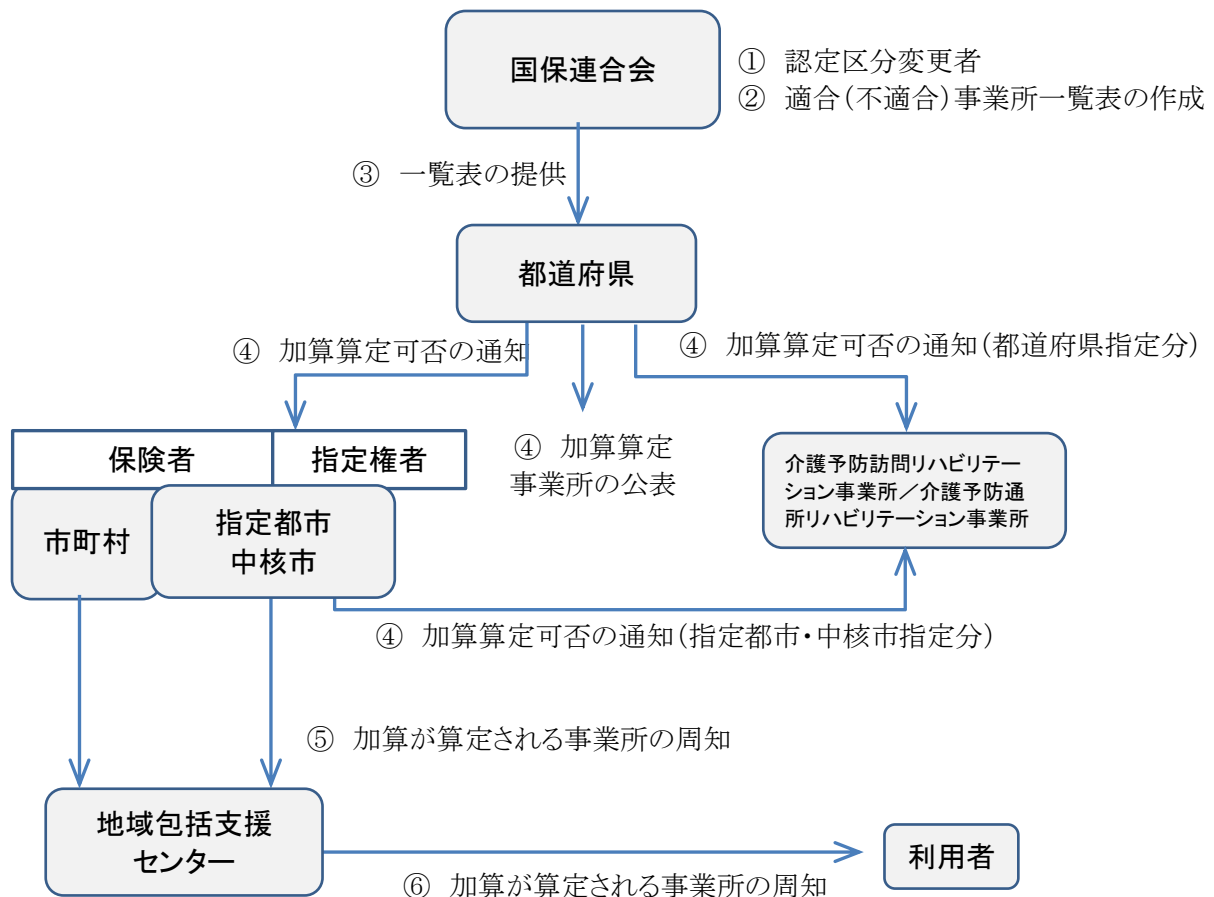 国保連合会
① 認定区分変更者
② 適合(不適合)事業所一覧表の作成
③ 一覧表の提供
都道府県
④ 加算算定可否の通知
④ 加算算定可否の通知(都道府県指定分)
保険者
指定権者
④ 加算算定
事業所の公表
介護予防訪問リハビリテー
ション事業所／介護予防通
所リハビリテーション事業所
市町村
指定都市
中核市
④ 加算算定可否の通知(指定都市・中核市指定分)
⑤ 加算が算定される事業所の周知
地域包括支援
センター
利用者
⑥ 加算が算定される事業所の周知